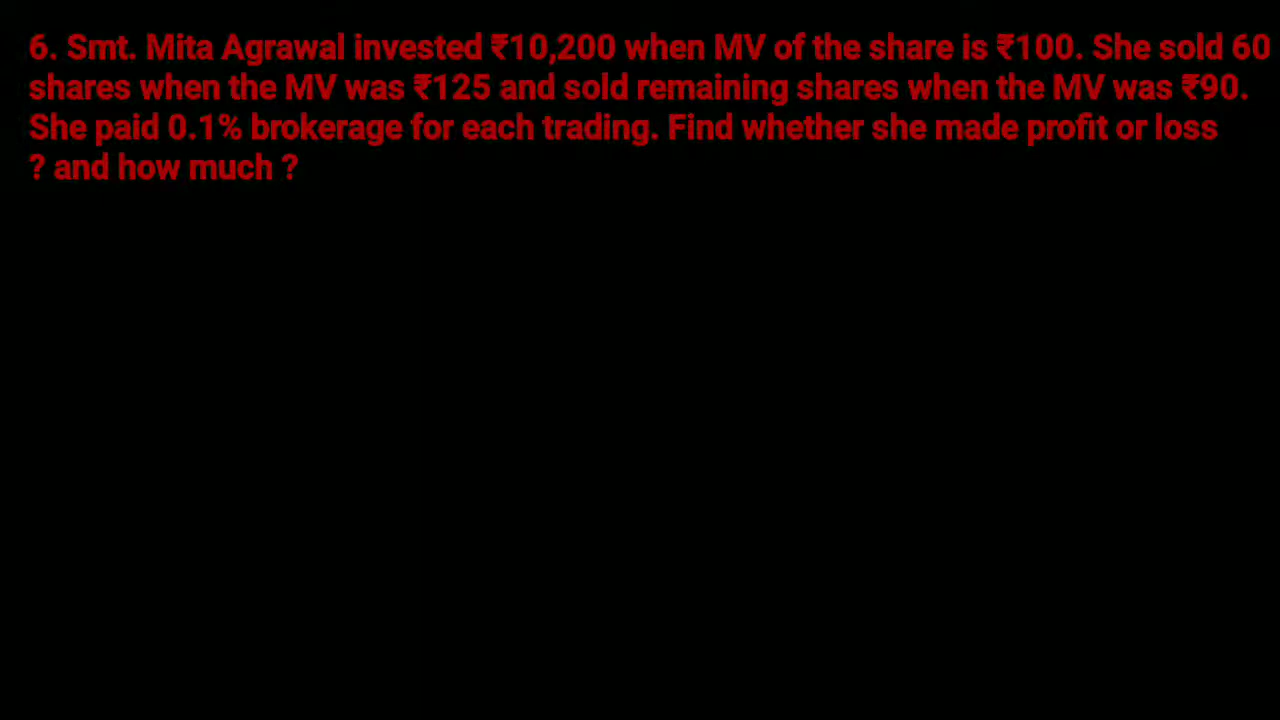 6. Smt. Mita Agrawal invested ₹10,200 when MV of the share is ₹100. She sold 60
shares when the MV was ₹125 and sold remaining shares when the MV was ₹90.
She paid 0.1% brokerage for each trading. Find whether she made profit or loss
? and how much ?